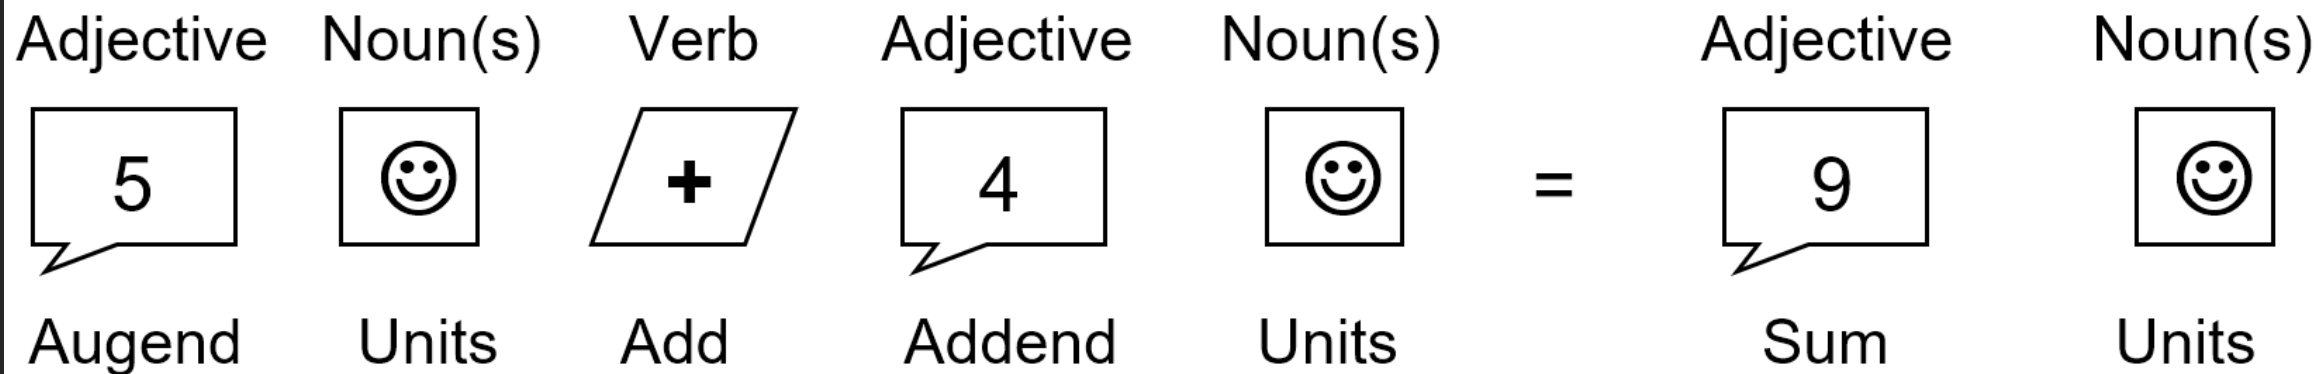 Adjective Noun(s) Verb Adjective Noun(s) Adjective Noun(s)
5 + 4 = 9
Augend Units Add Addend Units Sum Units